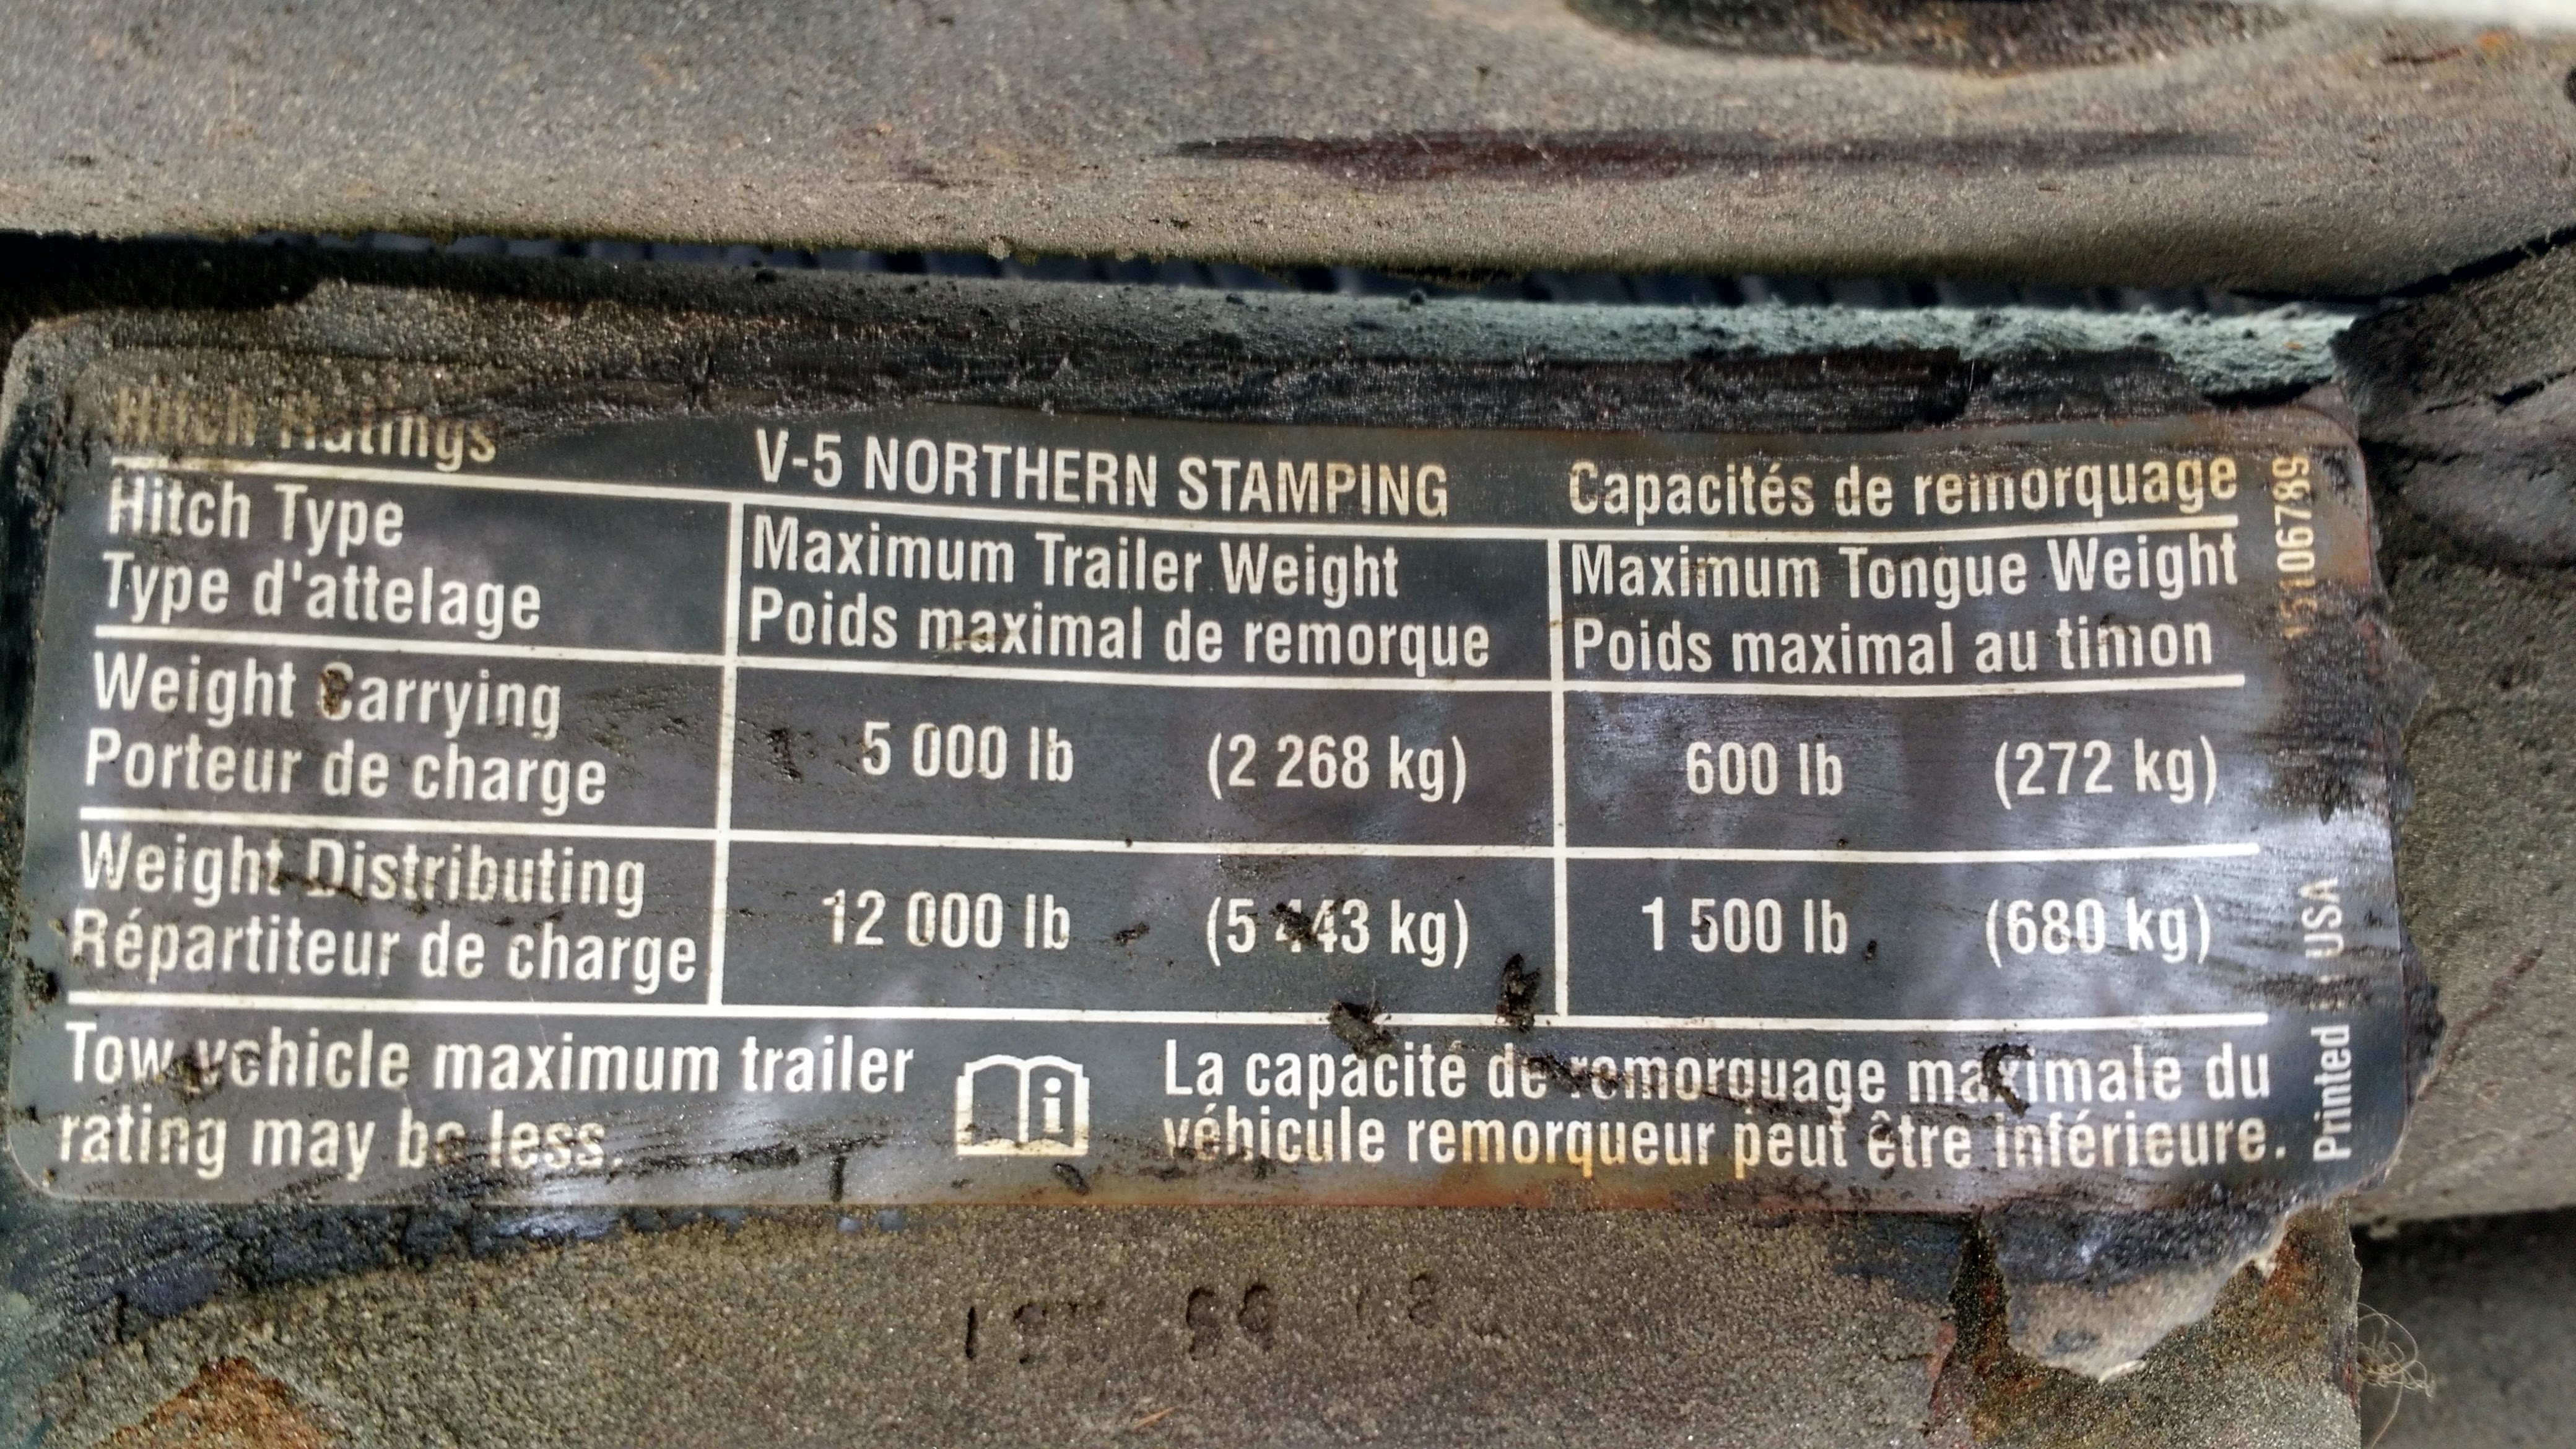 Hitch Ratings
V-5 NORTHERN STAMPING
Capacités de remorquage
Hitch Type
Type d'attelage
Maximum Trailer Weight
Poids maximal de remorque
Maximum Tongue Weight
Poids maximal au timon
Weight Carrying
Porteur de charge
5 000 lb (2 268 kg)
600 lb (272 kg)
Weight Distributing
Répartiteur de charge
12 000 lb (5 443 kg)
1 500 lb (680 kg)
Tow vehicle maximum trailer
rating may be less.
La capacité de remorquage maximale du
véhicule remorqueur peut être inférieure.
Printed in USA